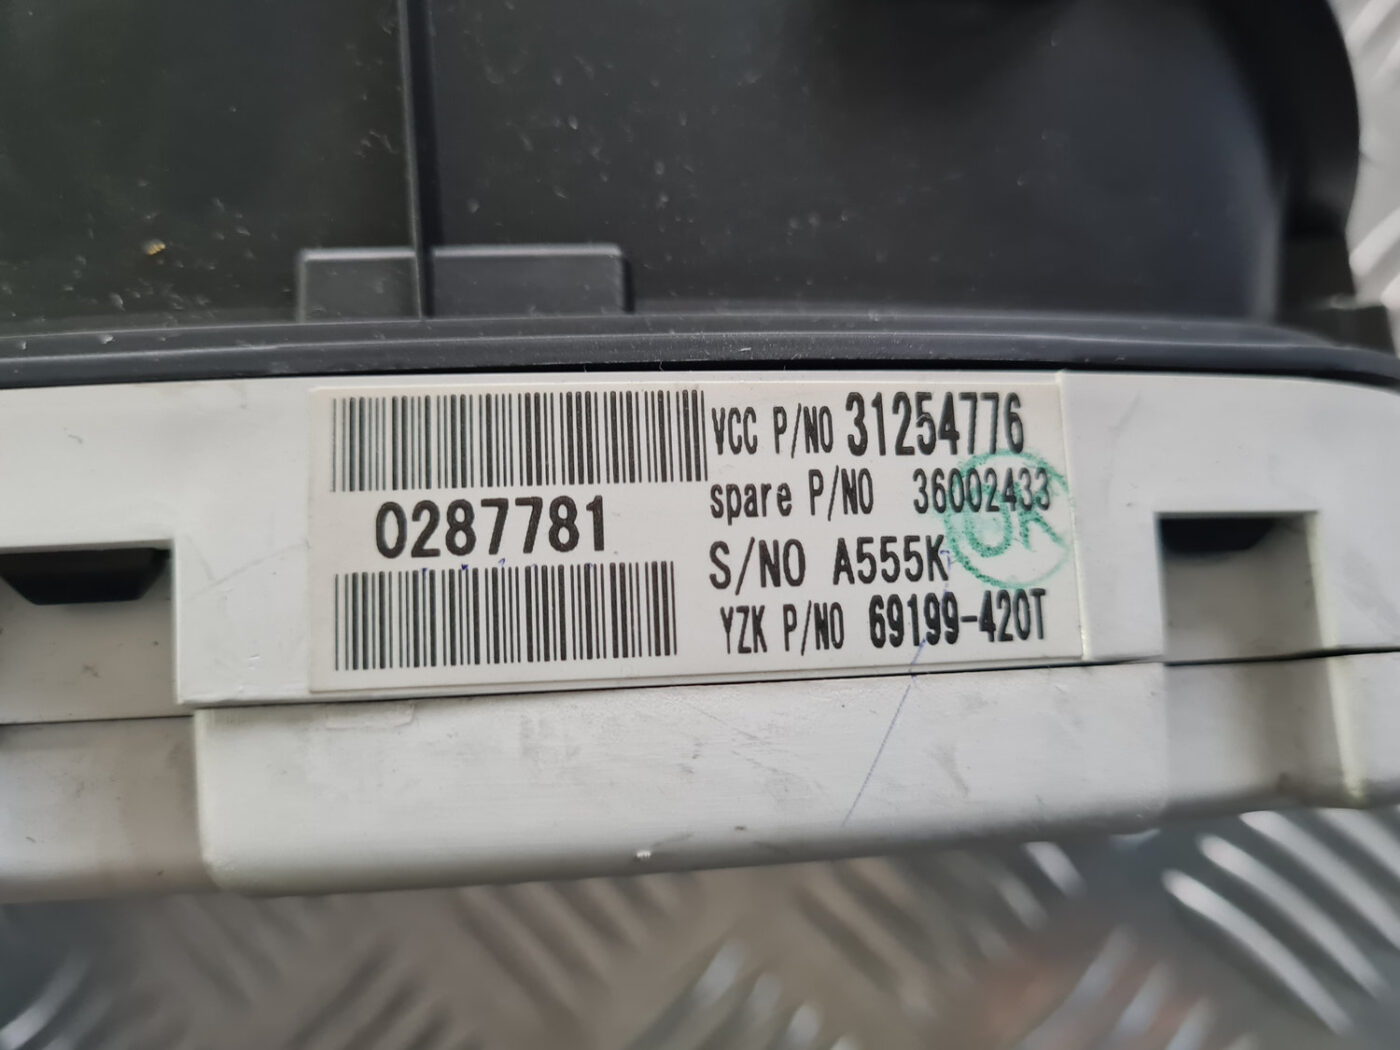 VCC P/NO 31254776
spare P/NO 36002433
0287781
S/NO A555K
YZK P/NO 69199-420T
OK